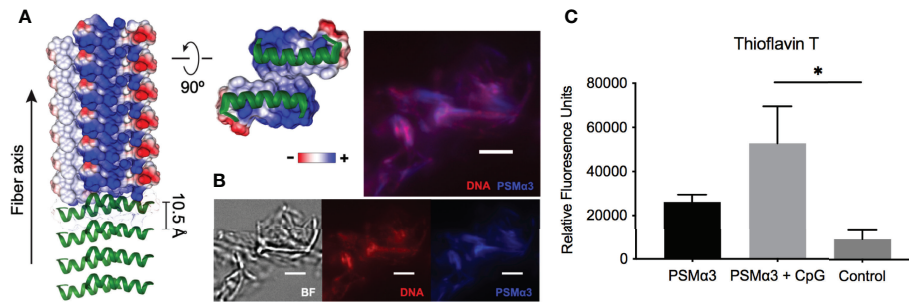 A
Fiber axis
90°
10.5 Å
- +
DNA PSMα3
B
BF
DNA
PSMα3
C
Thioflavin T
Relative Fluorescence Units
80000
60000
40000
20000
0
*
PSMα3
PSMα3 + CpG
Control